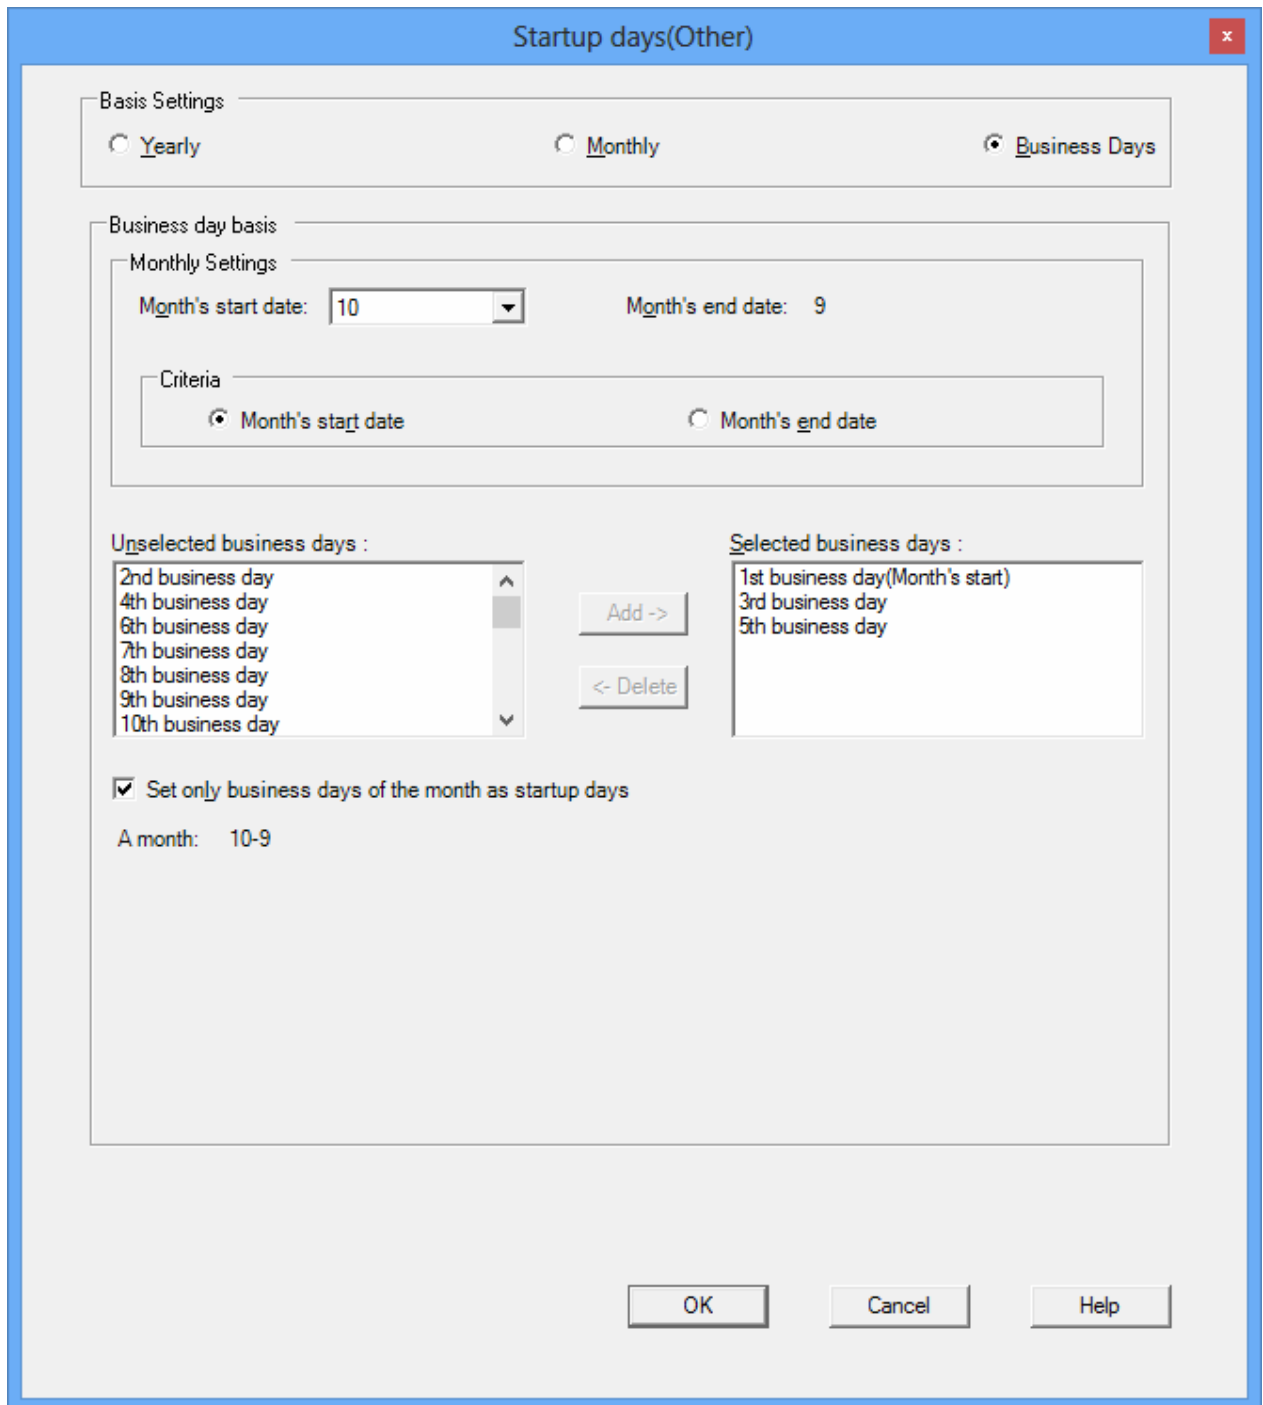 Startup days(Other)
x
Basis Settings
Yearly Monthly Business Days
Business day basis
Monthly Settings
Month's start date: 10 Month's end date: 9
Criteria
Month's start date Month's end date
Unselected business days :
2nd business day
4th business day
6th business day
7th business day
8th business day
9th business day
10th business day
Add ->
<- Delete
Selected business days :
1st business day(Month's start)
3rd business day
5th business day
Set only business days of the month as startup days
A month: 10-9
OK Cancel Help